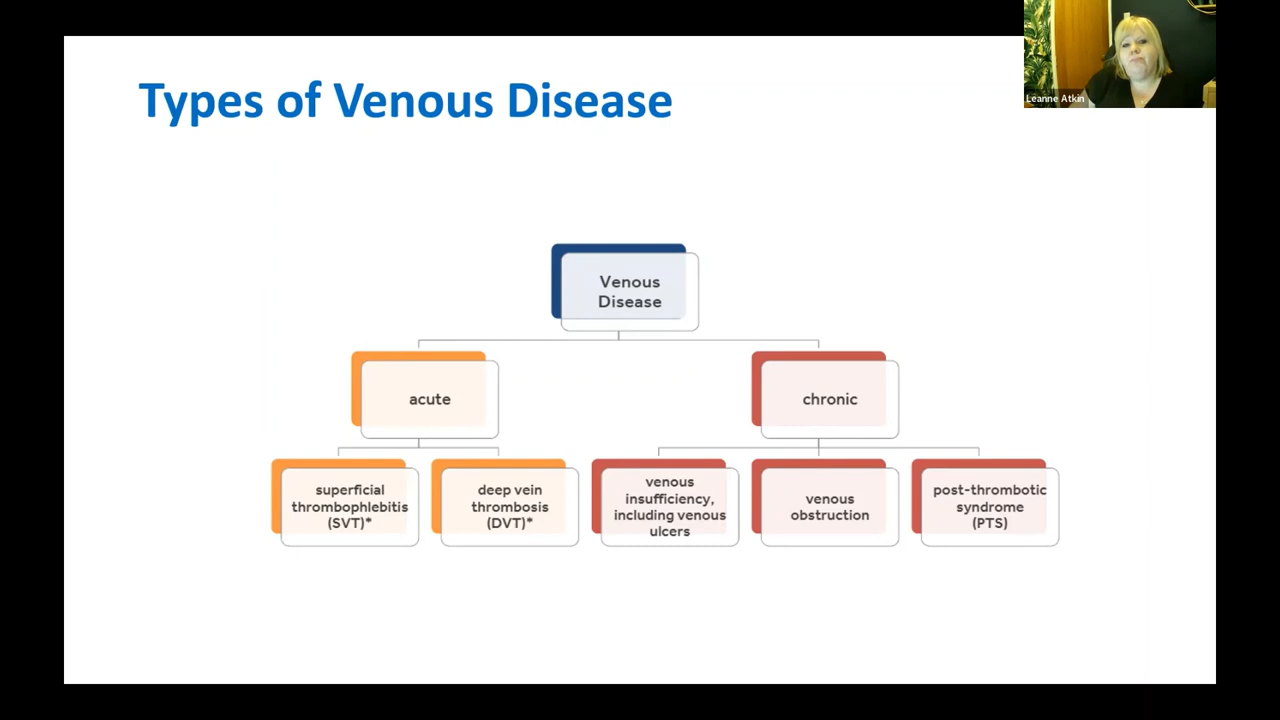 Types of Venous Disease
Leanne Atkin
Venous
Disease
acute
chronic
superficial
thrombophlebitis
(SVT)*
deep vein
thrombosis
(DVT)*
venous
insufficiency,
including venous
ulcers
venous
obstruction
post-thrombotic
syndrome
(PTS)